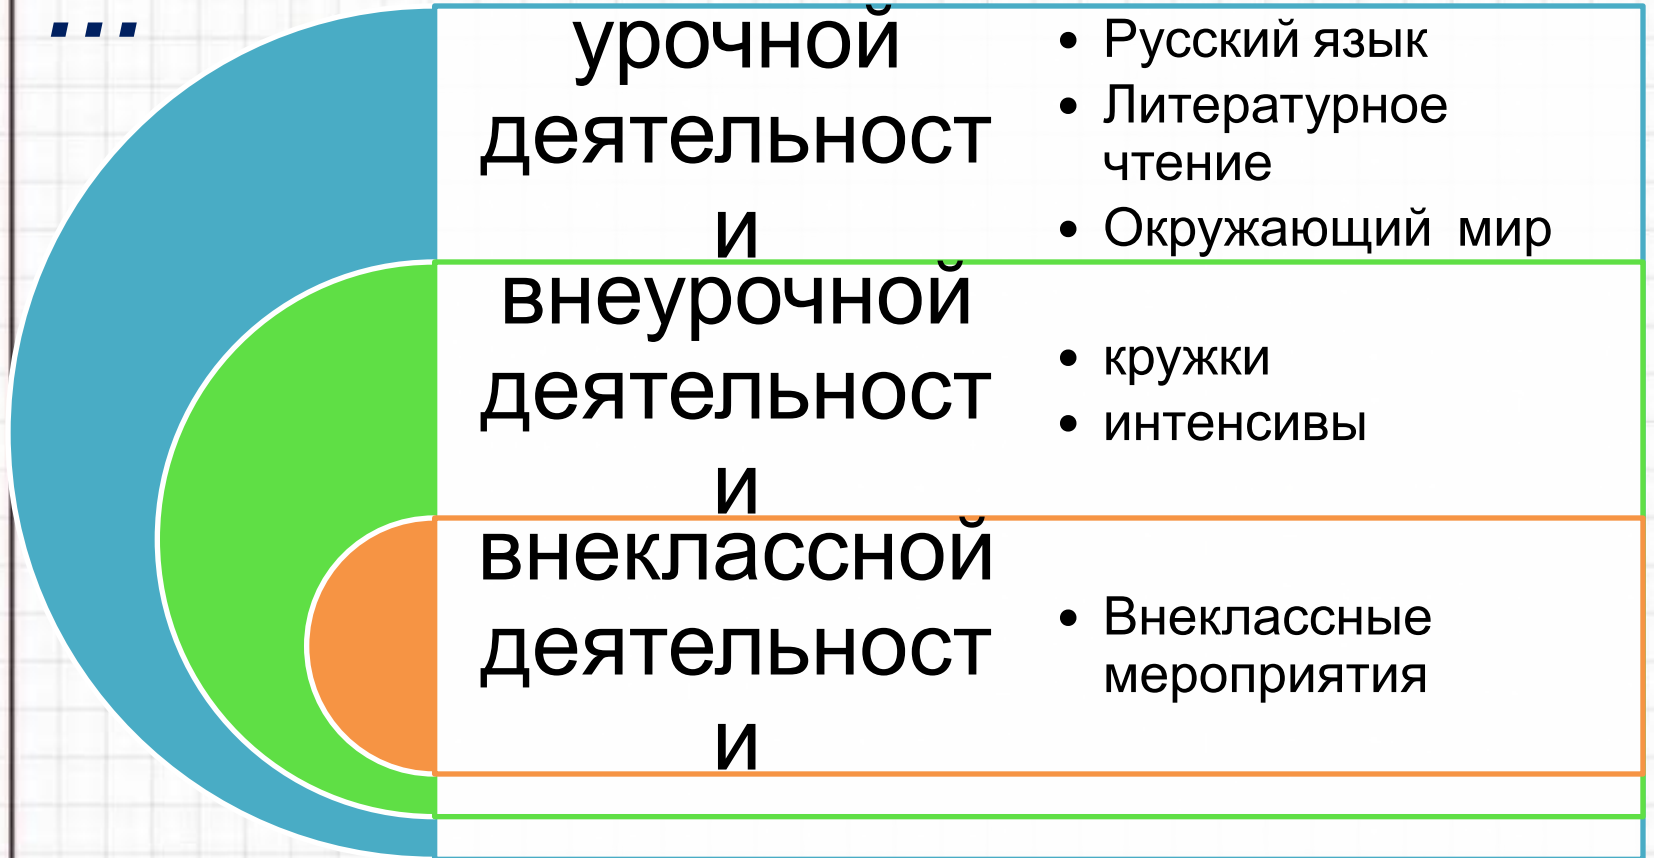 ...
урочной
деятельност
и
• Русский язык
• Литературное
чтение
• Окружающий мир
внеурочной
деятельност
и
• кружки
• интенсивы
внеклассной
деятельност
и
• Внеклассные
мероприятия